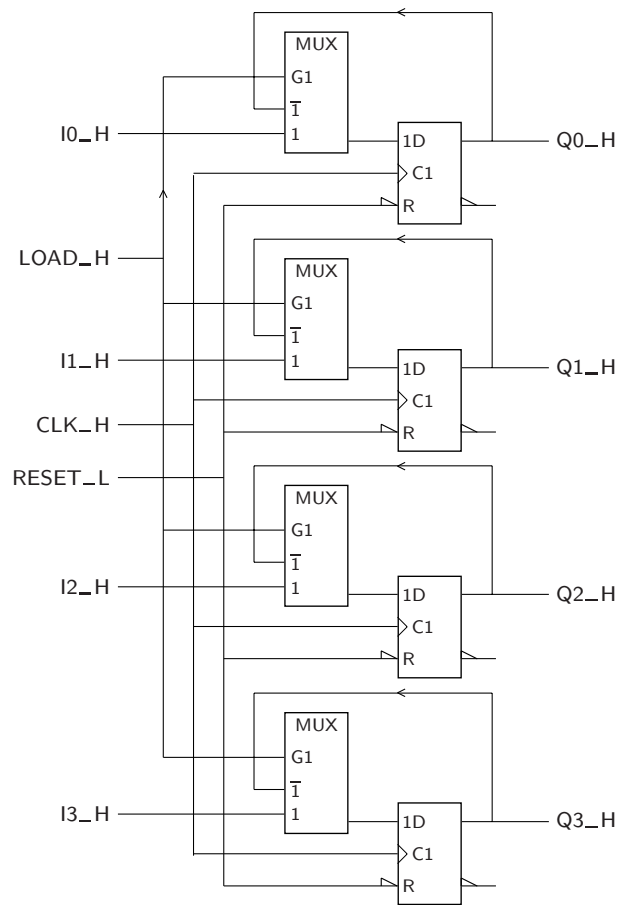 MUX
G1
1̅
1
I0_H
1D
Q0_H
C1
R
LOAD_H
MUX
G1
1̅
1
I1_H
1D
Q1_H
C1
CLK_H
R
RESET_L
MUX
G1
1̅
1
I2_H
1D
Q2_H
C1
R
MUX
G1
1̅
1
I3_H
1D
Q3_H
C1
R